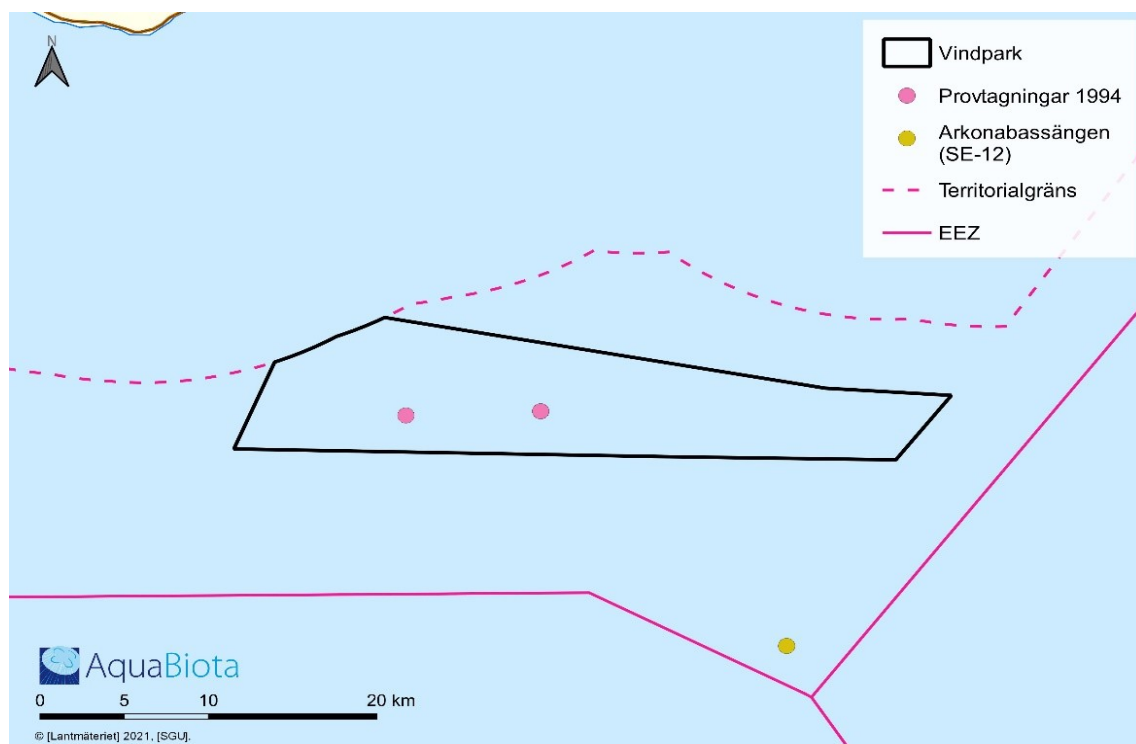 N
Vindpark
Provtagningar 1994
Arkonabassängen
(SE-12)
Territorialgräns
EEZ
AquaBiota
0 5 10 20 km
© [Lantmäteriet] 2021, [SGU].